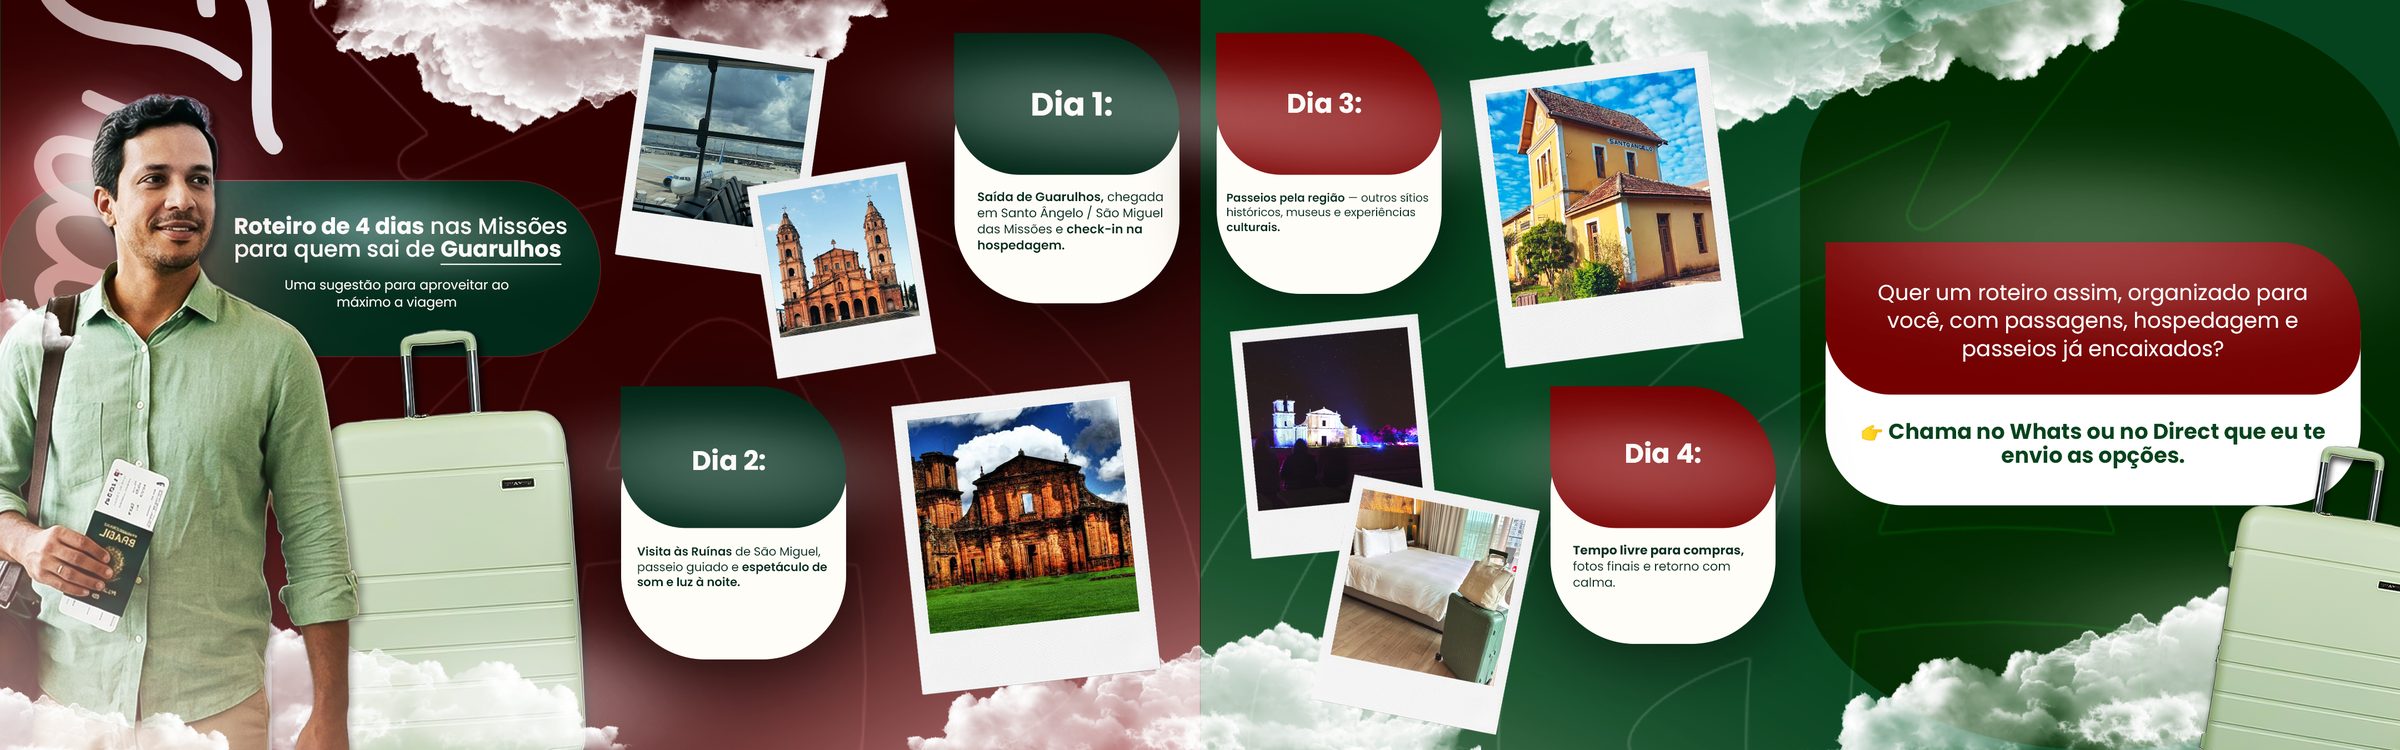 Roteiro de 4 dias nas Missões
para quem sai de Guarulhos
Uma sugestão para aproveitar ao
máximo a viagem
BRASIL
Dia 1:
Saída de Guarulhos, chegada
em Santo Ângelo / São Miguel
das Missões e check-in na
hospedagem.
Dia 2:
Visita às Ruínas de São Miguel,
passeio guiado e espetáculo de
som e luz à noite.
Dia 3:
Passeios pela região — outros sítios
históricos, museus e experiências
culturais.
SANTO ÂNGELO
Dia 4:
Tempo livre para compras,
fotos finais e retorno com
calma.
Quer um roteiro assim, organizado para
você, com passagens, hospedagem e
passeios já encaixados?
👉 Chama no Whats ou no Direct que eu te
envio as opções.